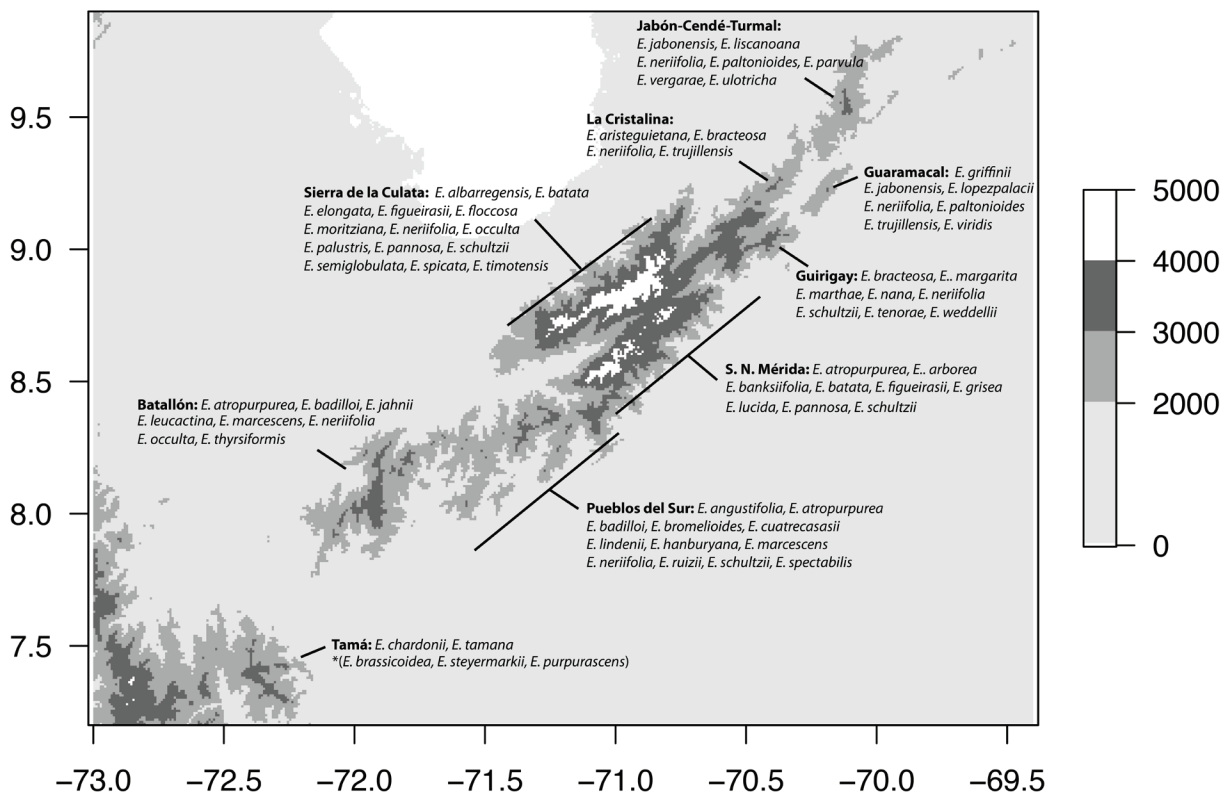 Jabón-Cendé-Turmal:
E. jabonensis, E. liscanoana
E. neriifolia, E. paltonioides, E. parvula
E. vergarae, E. ulotricha
La Cristalina:
E. aristeguietana, E. bracteosa
E. neriifolia, E. trujillensis
Guaramacal: E. griffinii
E. jabonensis, E. lopezpalacii
E. neriifolia, E. paltonioides
E. trujillensis, E. viridis
Sierra de la Culata: E. albarregensis, E. batata
E. elongata, E. figueirasii, E. floccosa
E. moritziana, E. neriifolia, E. occulta
E. palustris, E. pannosa, E. schultzii
E. semiglobulata, E. spicata, E. timotensis
Guirigay: E. bracteosa, E.. margarita
E. marthae, E. nana, E. neriifolia
E. schultzii, E. tenorae, E. weddellii
S. N. Mérida: E. atropurpurea, E.. arborea
E. banksiifolia, E. batata, E. figueirasii, E. grisea
E. lucida, E. pannosa, E. schultzii
Batallón: E. atropurpurea, E. badilloi, E. jahnii
E. leucactina, E. marcescens, E. neriifolia
E. occulta, E. thyrsiformis
Pueblos del Sur: E. angustifolia, E. atropurpurea
E. badilloi, E. bromelioides, E. cuatrecasasii
E. lindenii, E. hanburyana, E. marcescens
E. neriifolia, E. ruizii, E. schultzii, E. spectabilis
Tamá: E. chardonii, E. tamana
*(E. brassicoidea, E. steyermarkii, E. purpurascens)
9.5
9.0
8.5
8.0
7.5
−73.0 −72.5 −72.0 −71.5 −71.0 −70.5 −70.0 −69.5
5000
4000
3000
2000
0